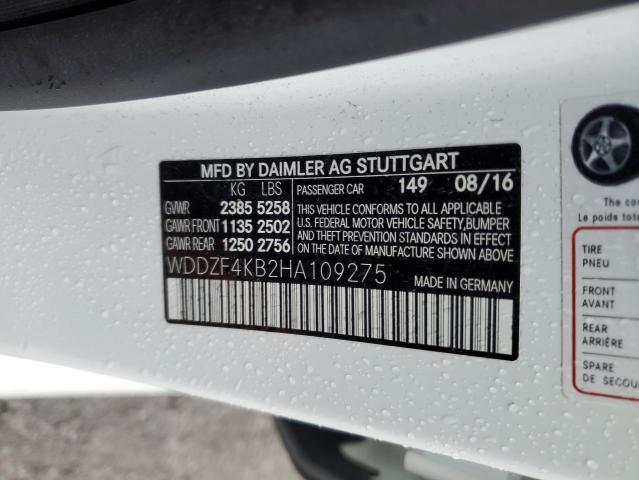 MFD BY DAIMLER AG STUTTGART
KG LBS
GVWR 2385 5258
GAWR FRONT 1135 2502
GAWR REAR 1250 2756
PASSENGER CAR 149 08/16
THIS VEHICLE CONFORMS TO ALL APPLICABLE
U.S. FEDERAL MOTOR VEHICLE SAFETY,BUMPER
AND THEFT PREVENTION STANDARDS IN EFFECT
ON THE DATE OF MANUFACTURE SHOWN ABOVE.
WDDZF4KB2HA109275 MADE IN GERMANY
The com
Le poids tot
TIRE
PNEU
FRONT
AVANT
REAR
ARRIÈRE
SPARE
DE SECOU